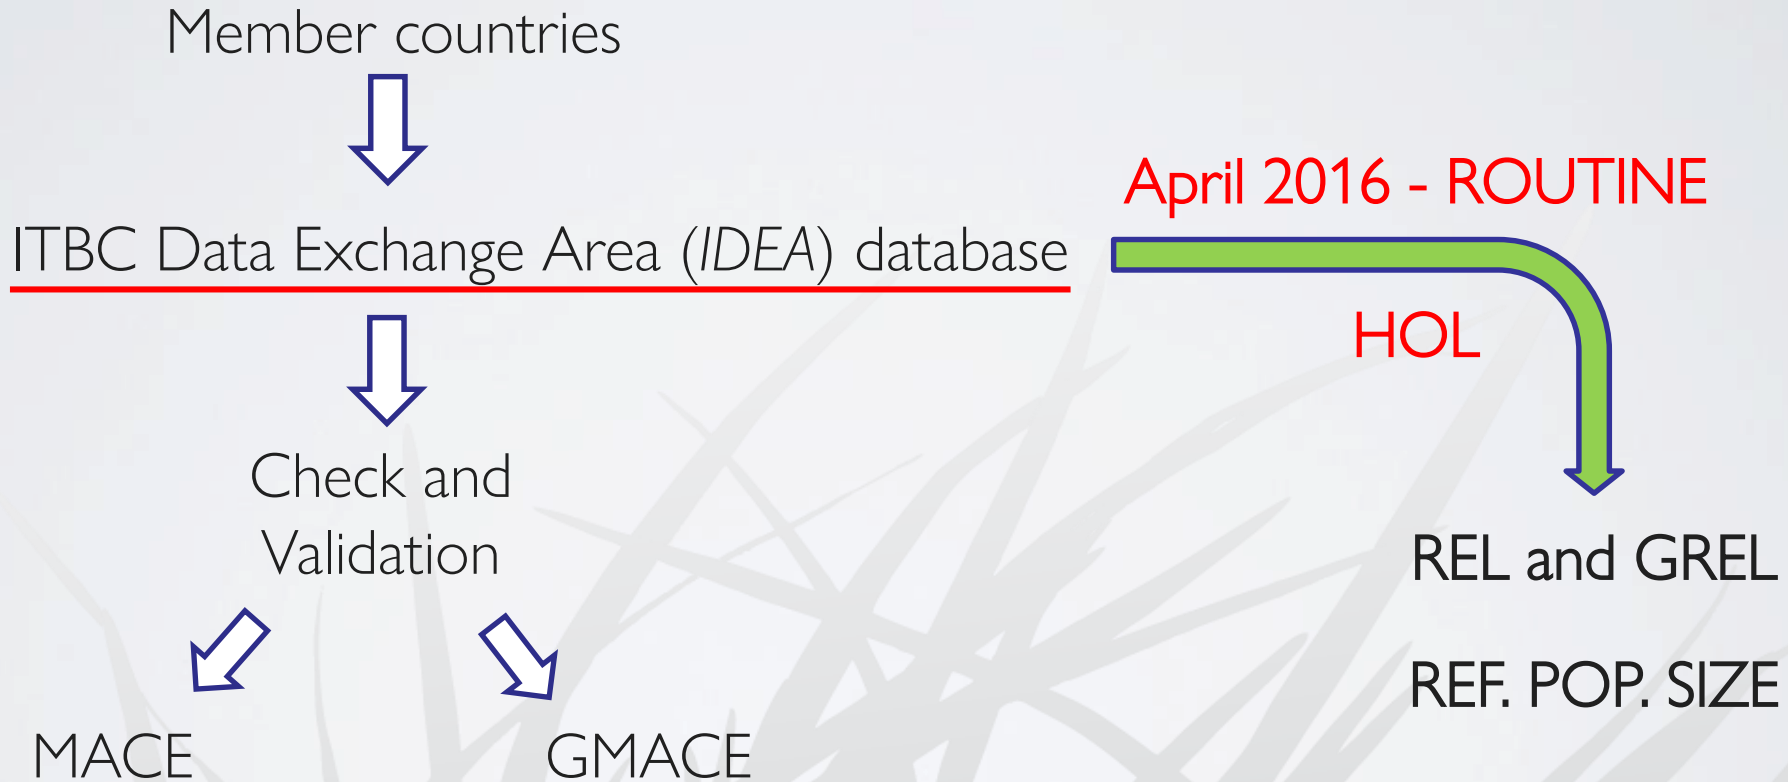 Member countries
April 2016 - ROUTINE
ITBC Data Exchange Area (IDEA) database
HOL
Check and
Validation
REL and GREL
REF. POP. SIZE
MACE
GMACE